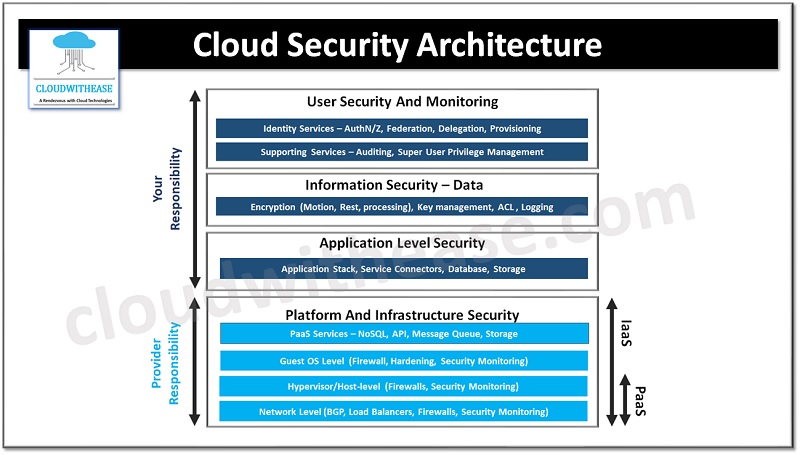 Cloud Security Architecture
CLOUDWITHEASE
A Rendezvous with Cloud Technologies
User Security And Monitoring
Identity Services – AuthN/Z, Federation, Delegation, Provisioning
Supporting Services – Auditing, Super User Privilege Management
Your
Responsibility
Information Security – Data
Encryption (Motion, Rest, processing), Key management, ACL , Logging
Application Level Security
Application Stack, Service Connectors, Database, Storage
Platform And Infrastructure Security
PaaS Services – NoSQL, API, Message Queue, Storage
Guest OS Level (Firewall, Hardening, Security Monitoring)
Hypervisor/Host-level (Firewalls, Security Monitoring)
Network Level (BGP, Load Balancers, Firewalls, Security Monitoring)
Provider
Responsibility
IaaS
PaaS
cloudwithease.com